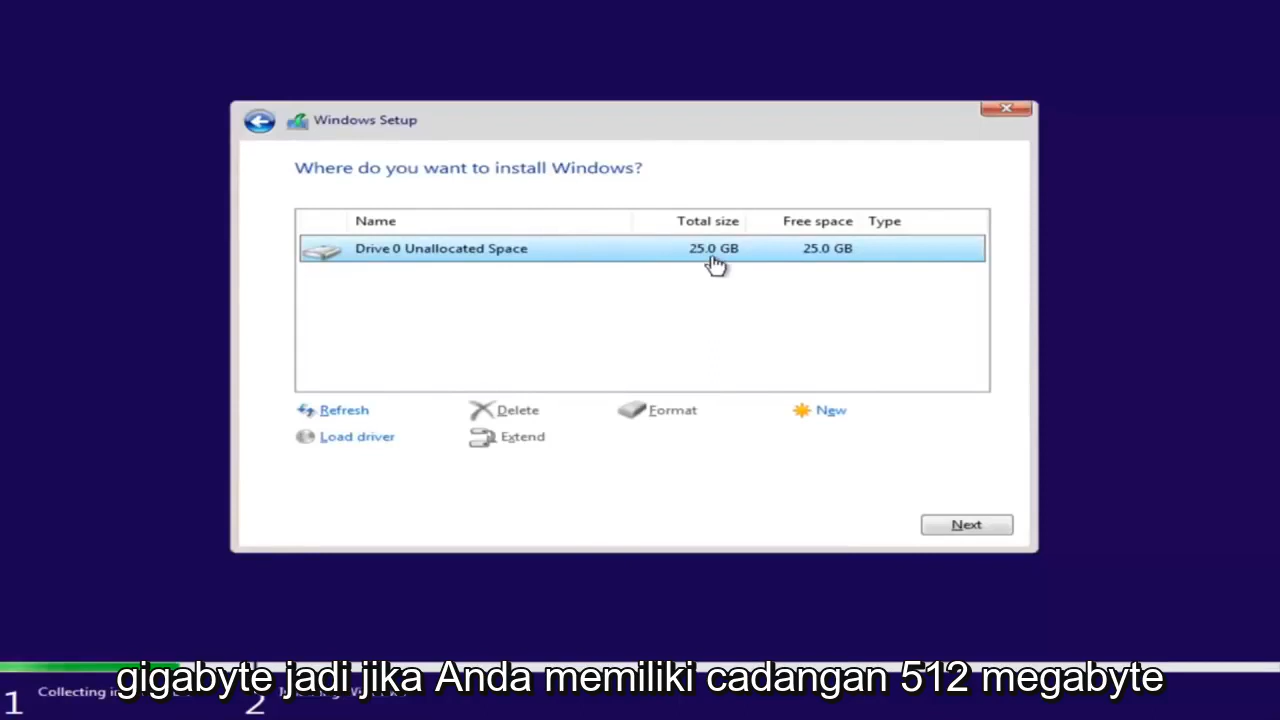 Windows Setup
Where do you want to install Windows?
Name Total size Free space Type
Drive 0 Unallocated Space 25.0 GB 25.0 GB
Refresh Delete Format New
Load driver Extend
Next
gigabyte jadi jika Anda memiliki cadangan 512 megabyte
1 Collecting 2